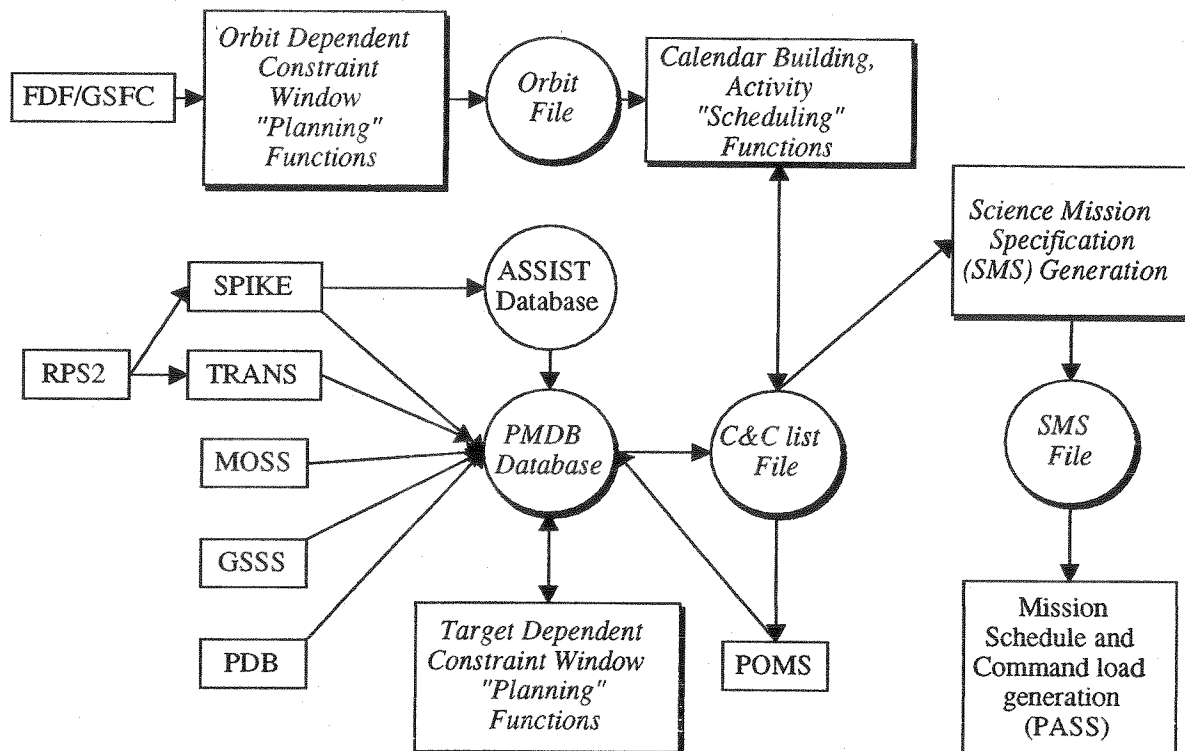 FDF/GSFC
Orbit Dependent
Constraint
Window
"Planning"
Functions
Orbit
File
Calendar Building,
Activity
"Scheduling"
Functions
Science Mission
Specification
(SMS) Generation
SPIKE
ASSIST
Database
RPS2
TRANS
MOSS
PMDB
Database
C&C list
File
SMS
File
GSSS
PDB
Target Dependent
Constraint Window
"Planning"
Functions
POMS
Mission
Schedule and
Command load
generation
(PASS)